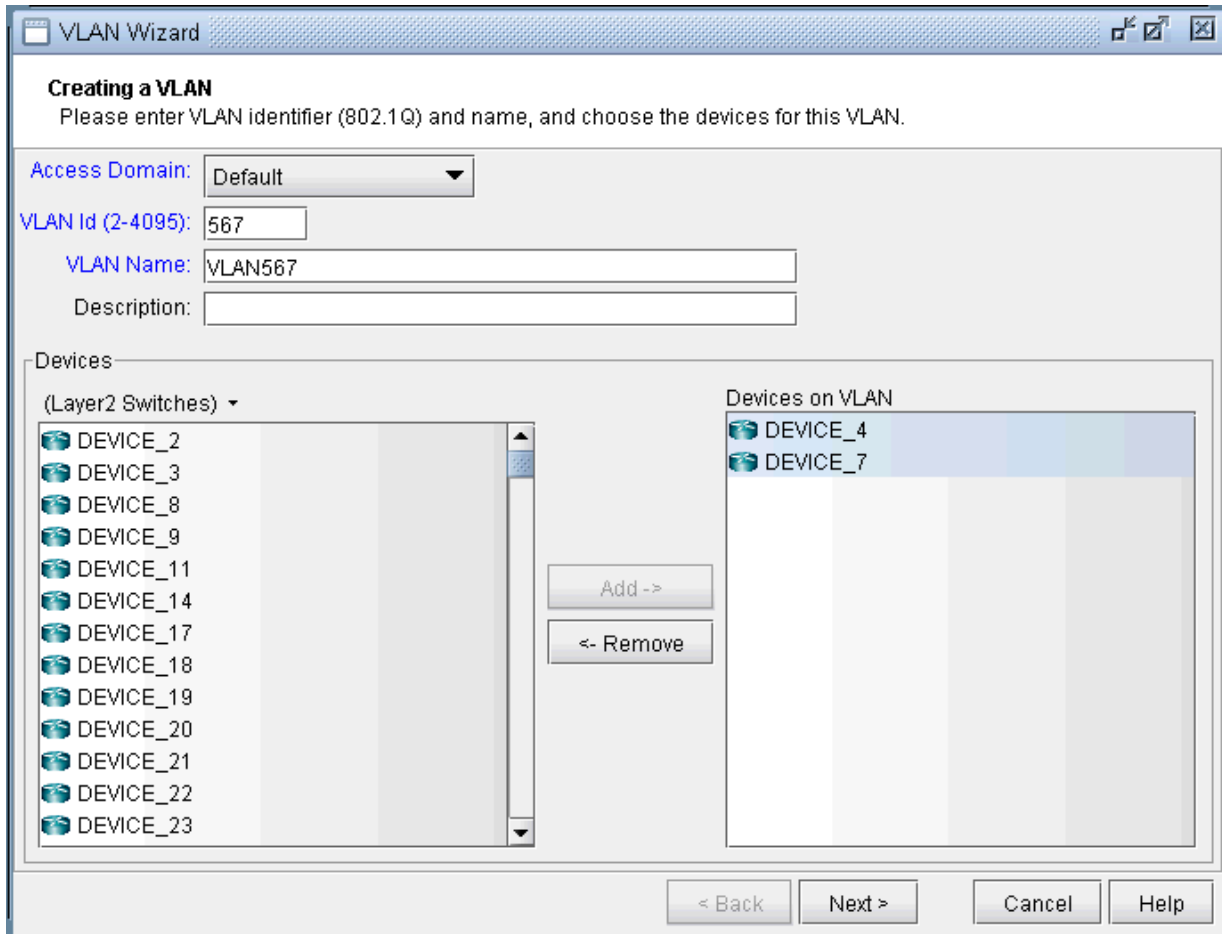 VLAN Wizard
Creating a VLAN
Please enter VLAN identifier (802.1Q) and name, and choose the devices for this VLAN.
Access Domain: Default
VLAN Id (2-4095): 567
VLAN Name: VLAN567
Description:
Devices
(Layer2 Switches)
DEVICE_2
DEVICE_3
DEVICE_8
DEVICE_9
DEVICE_11
DEVICE_14
DEVICE_17
DEVICE_18
DEVICE_19
DEVICE_20
DEVICE_21
DEVICE_22
DEVICE_23
Add ->
<- Remove
Devices on VLAN
DEVICE_4
DEVICE_7
< Back
Next >
Cancel
Help